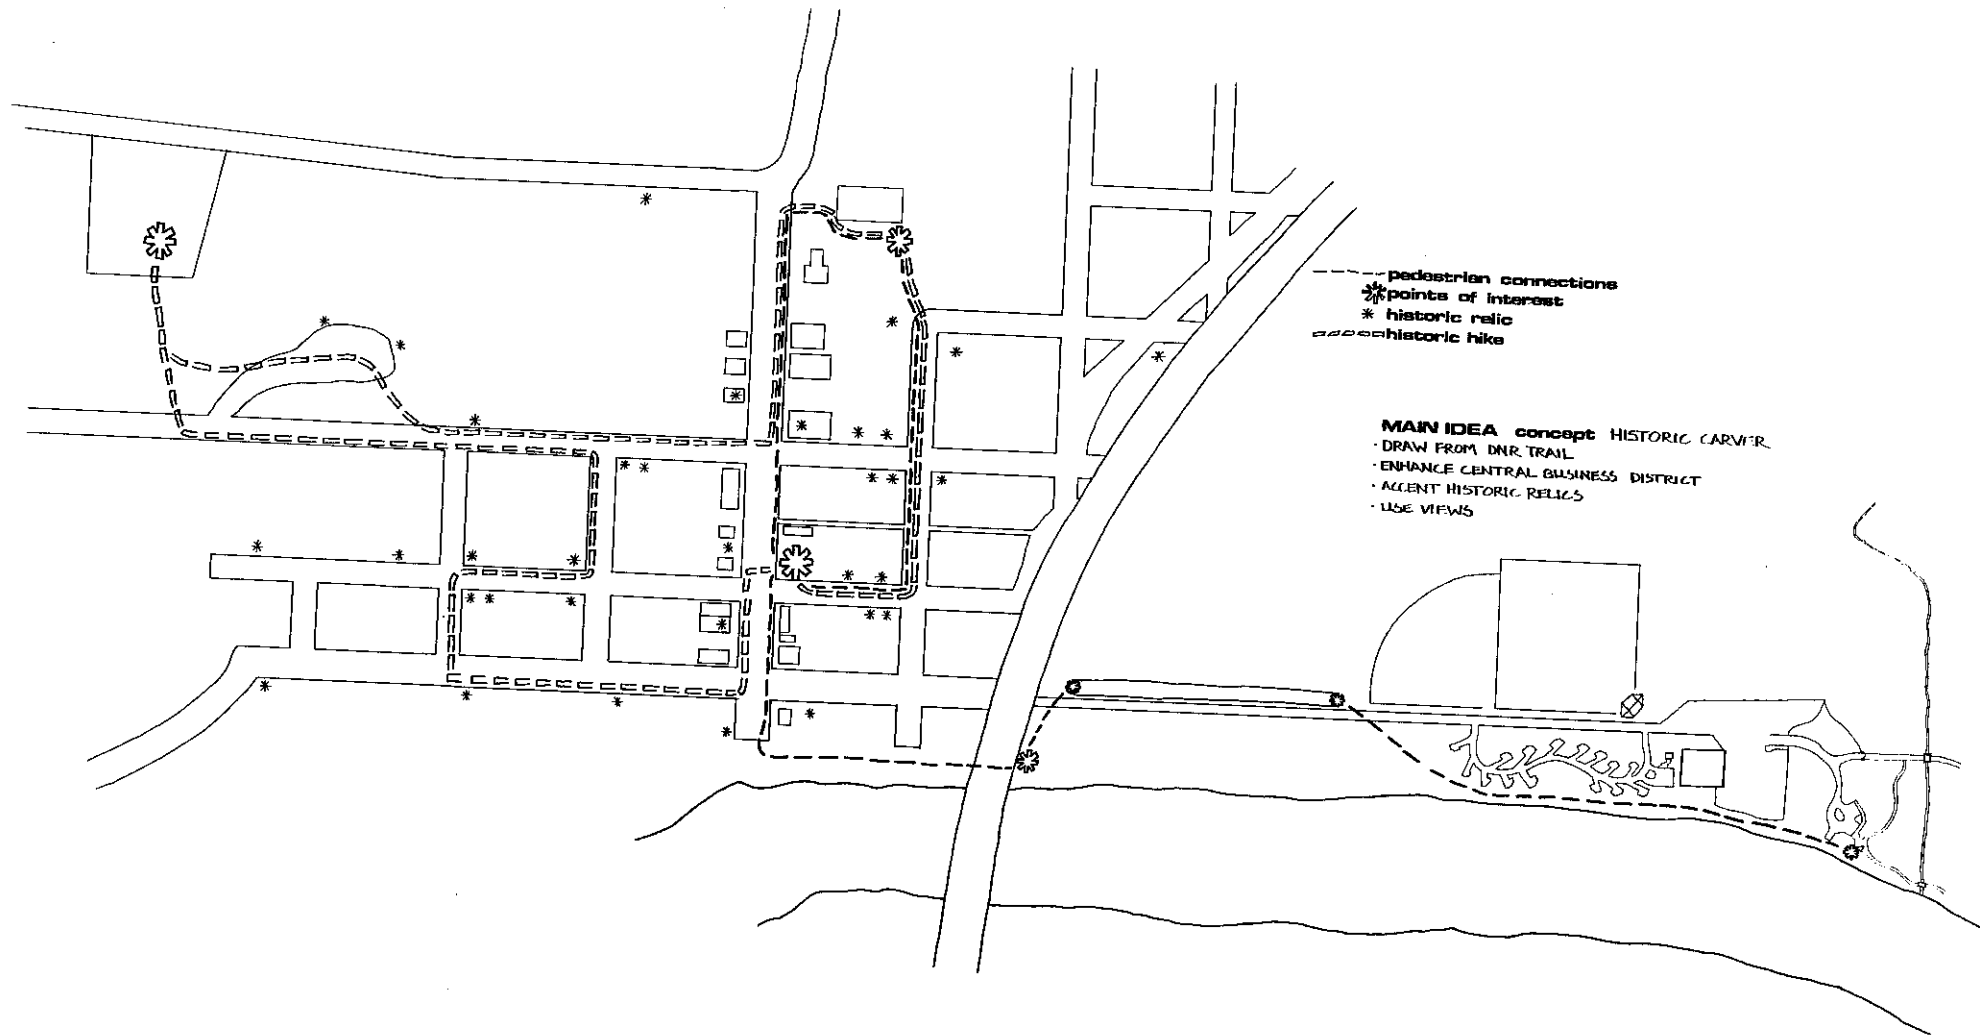 pedestrian connections
points of interest
* historic relic
historic hike
MAIN IDEA concept HISTORIC CARVER
· DRAW FROM DNR TRAIL
· ENHANCE CENTRAL BUSINESS DISTRICT
· ACCENT HISTORIC RELICS
· USE VIEWS